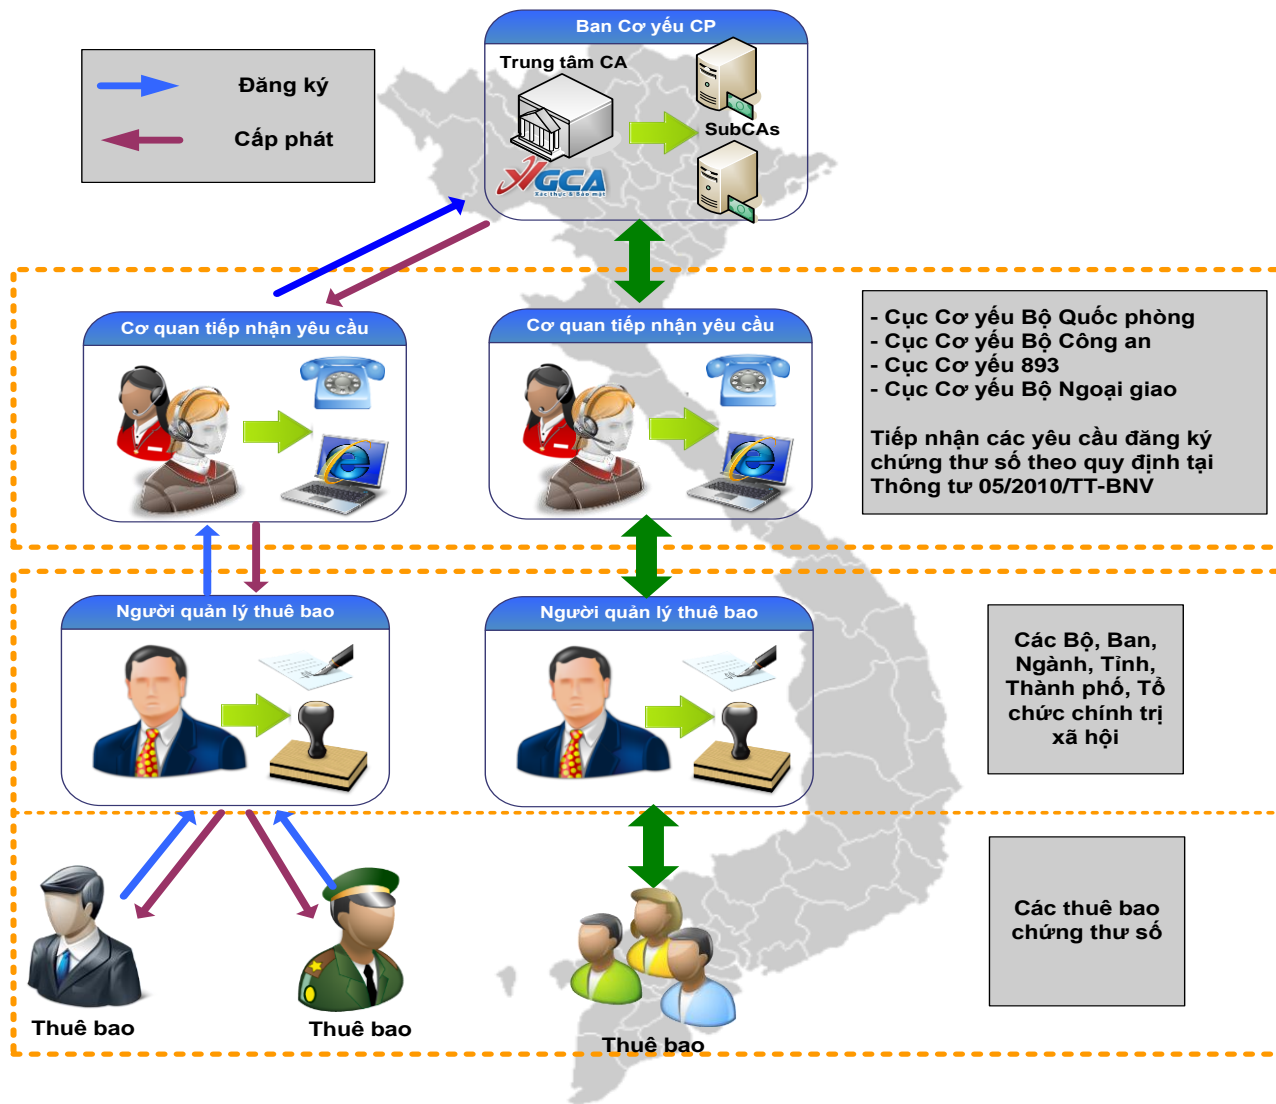 Ban Cơ yếu CP
Trung tâm CA
SubCAs
GCA
Xác thực & Bảo mật
Đăng ký
Cấp phát
Cơ quan tiếp nhận yêu cầu
Cơ quan tiếp nhận yêu cầu
- Cục Cơ yếu Bộ Quốc phòng
- Cục Cơ yếu Bộ Công an
- Cục Cơ yếu 893
- Cục Cơ yếu Bộ Ngoại giao
Tiếp nhận các yêu cầu đăng ký
chứng thư số theo quy định tại
Thông tư 05/2010/TT-BNV
Người quản lý thuê bao
Người quản lý thuê bao
Các Bộ, Ban,
Ngành, Tỉnh,
Thành phố, Tổ
chức chính trị
xã hội
Các thuê bao
chứng thư số
Thuê bao
Thuê bao
Thuê bao